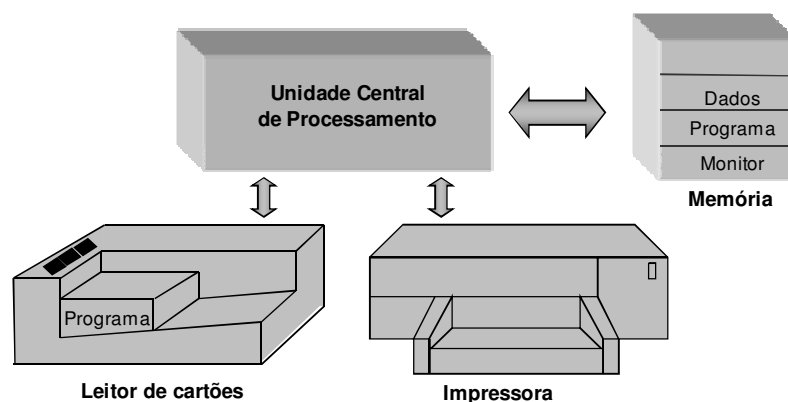 Unidade Central
de Processamento
Dados
Programa
Monitor
Memória
Programa
Leitor de cartões
Impressora